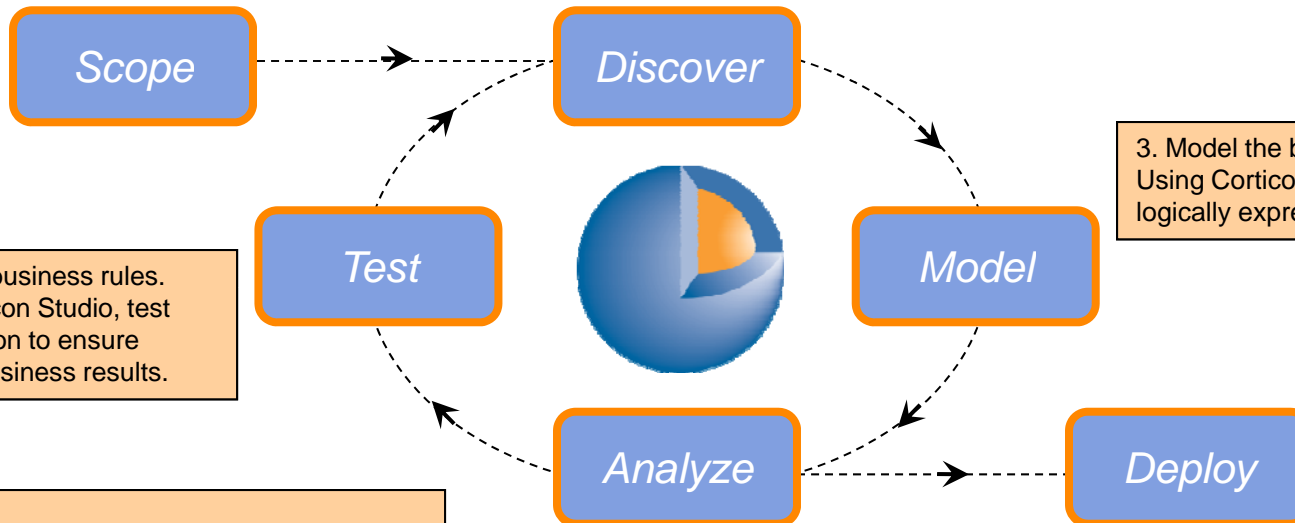 Scope
Discover
3. Model the b
Using Cortico
logically expre
Test
Model
business rules.
con Studio, test
on to ensure
siness results.
Analyze
Deploy